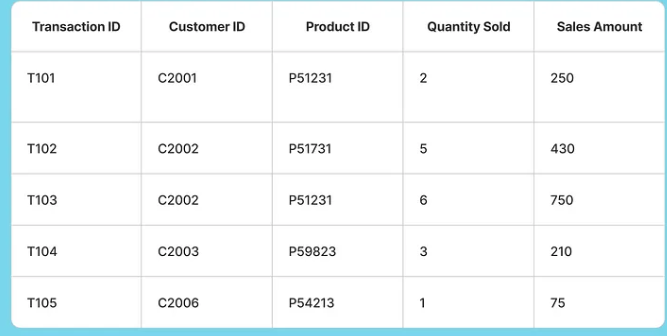 Transaction ID Customer ID Product ID Quantity Sold Sales Amount
T101 C2001 P51231 2 250
T102 C2002 P51731 5 430
T103 C2002 P51231 6 750
T104 C2003 P59823 3 210
T105 C2006 P54213 1 75